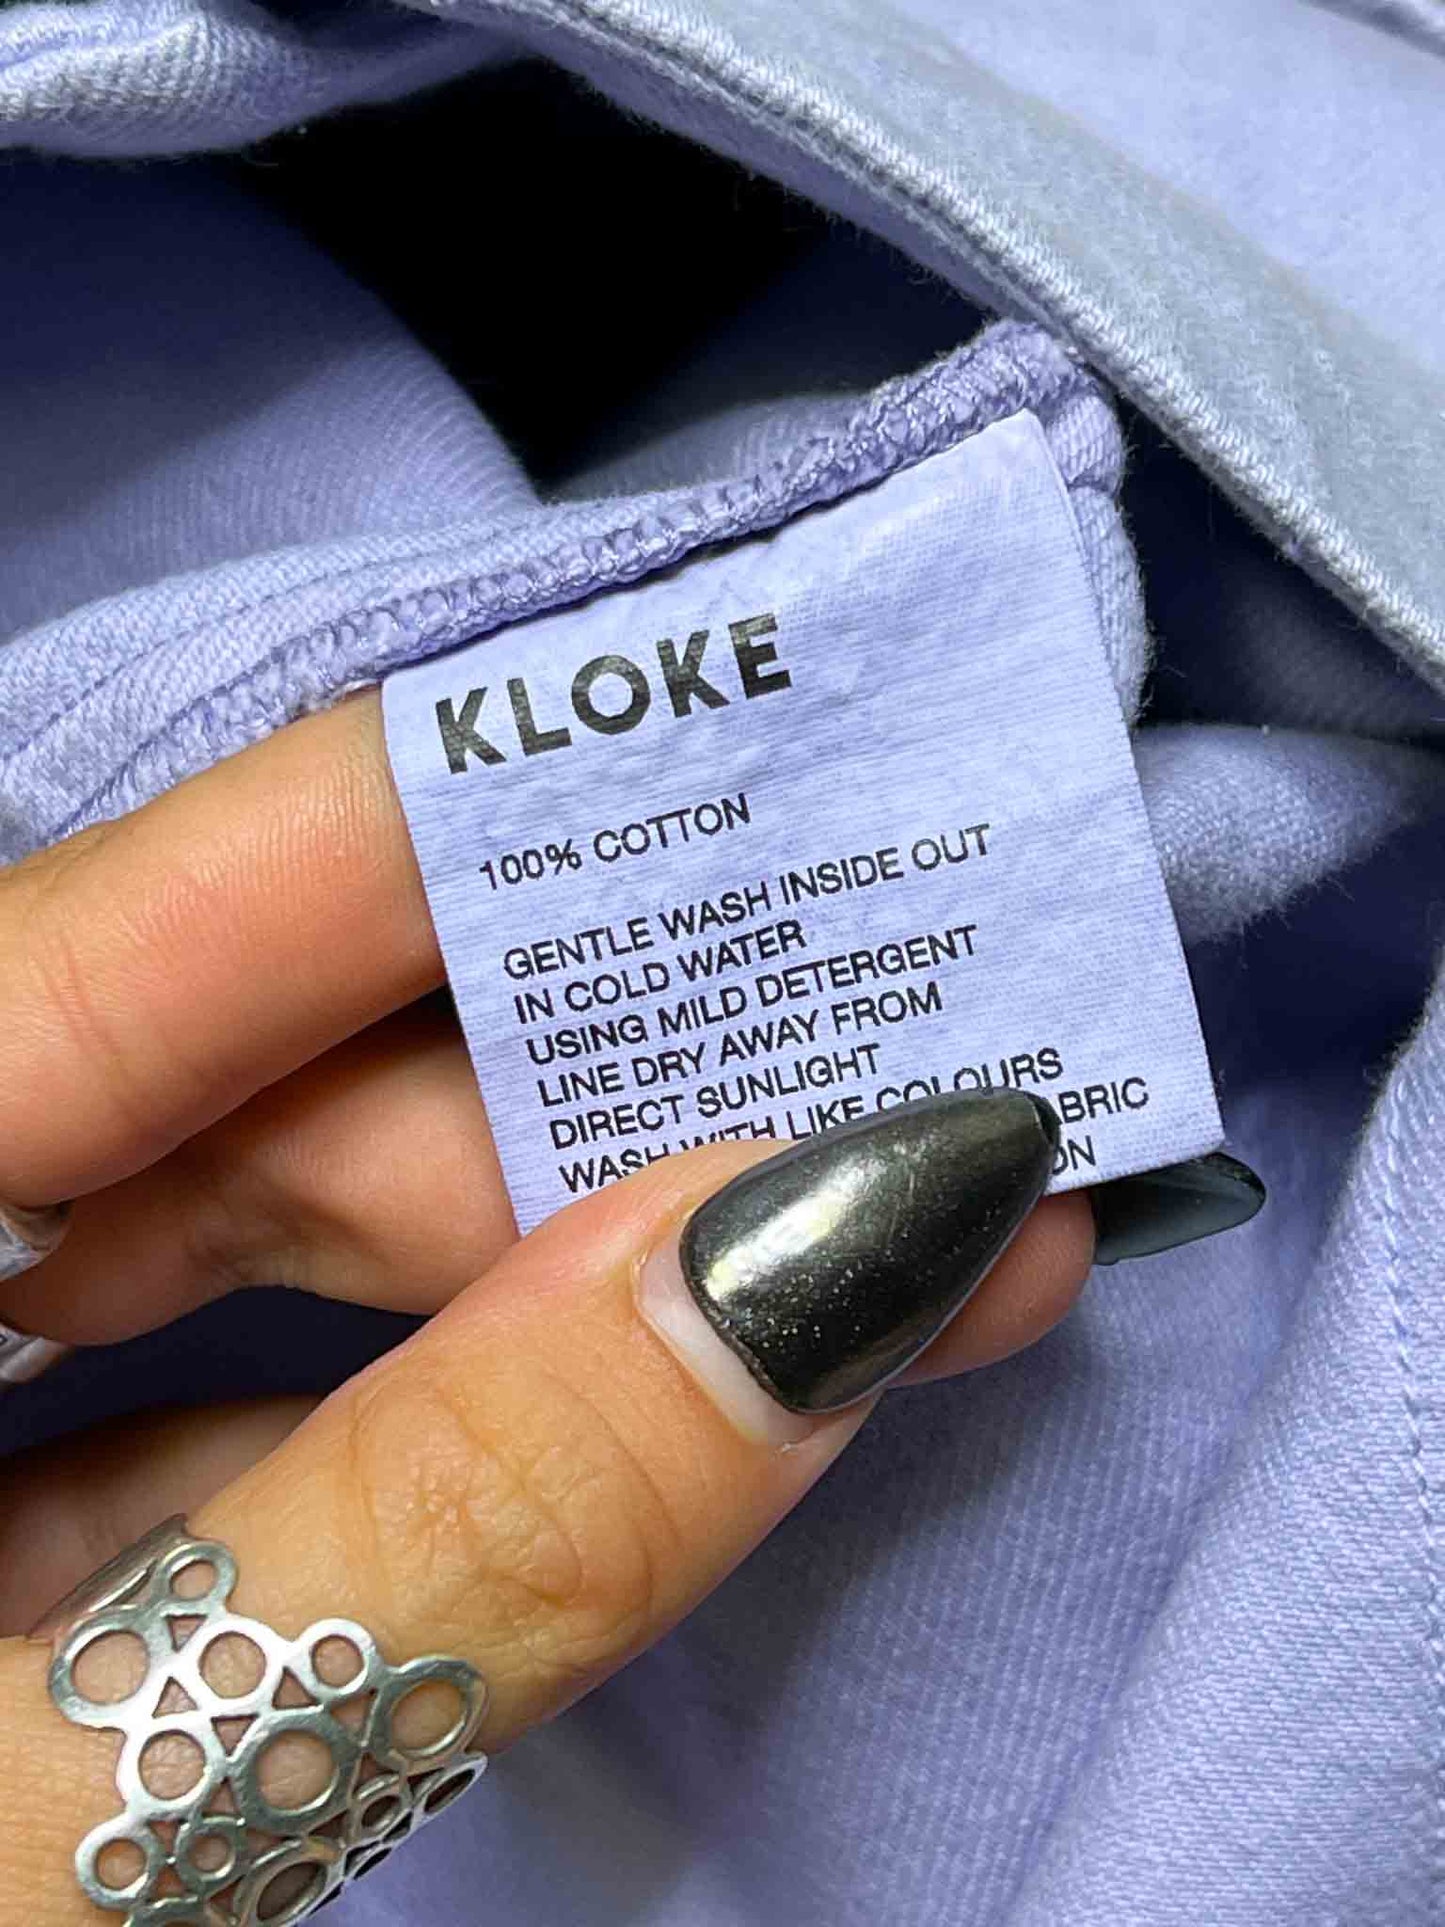 KLOKE
100% COTTON
GENTLE WASH INSIDE OUT
IN COLD WATER
USING MILD DETERGENT
LINE DRY AWAY FROM
DIRECT SUNLIGHT
WASH WITH LIKE COLOURS